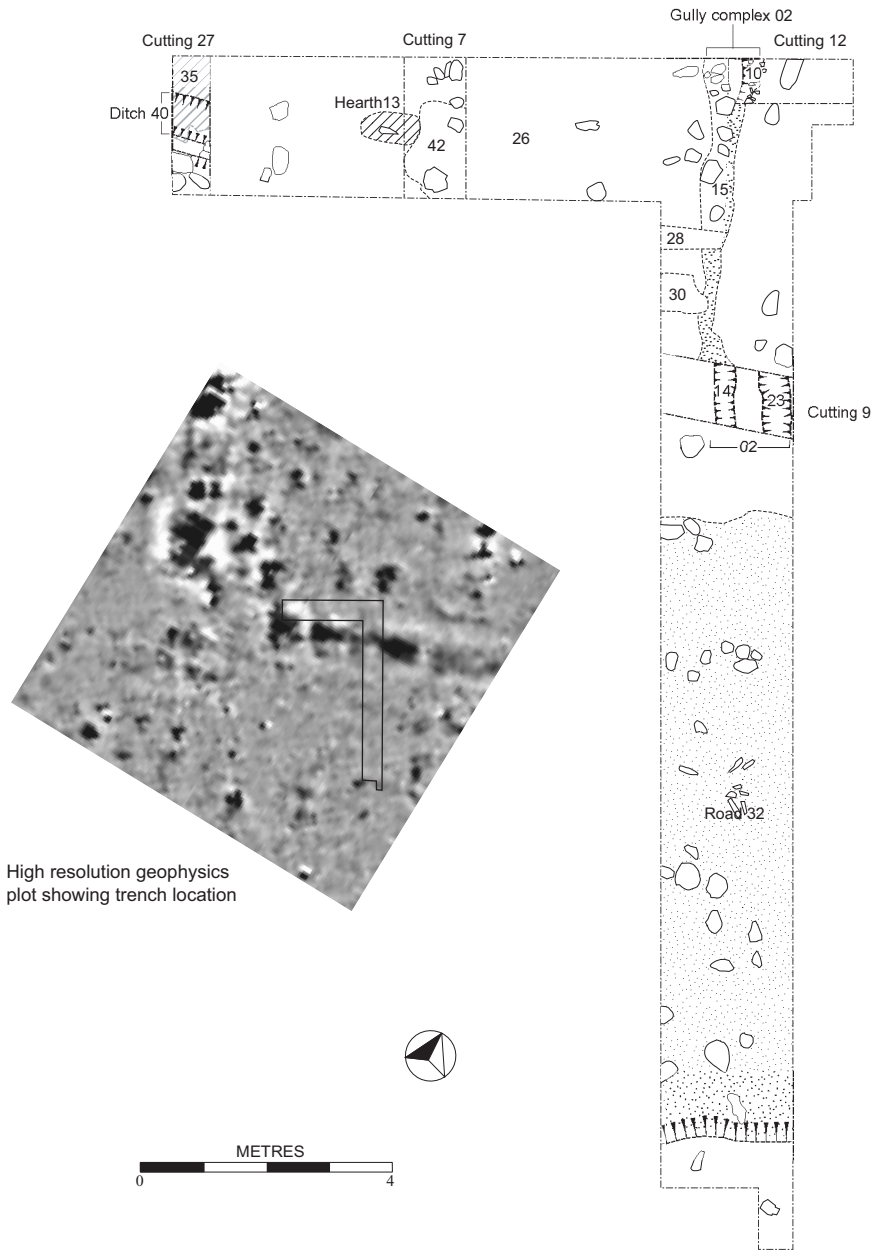 Gully complex 02
Cutting 27
Cutting 7
Cutting 12
35
10
Ditch 40
Hearth13
42
26
15
28
30
14
23
Cutting 9
02
Road 32
High resolution geophysics
plot showing trench location
METRES
0
4